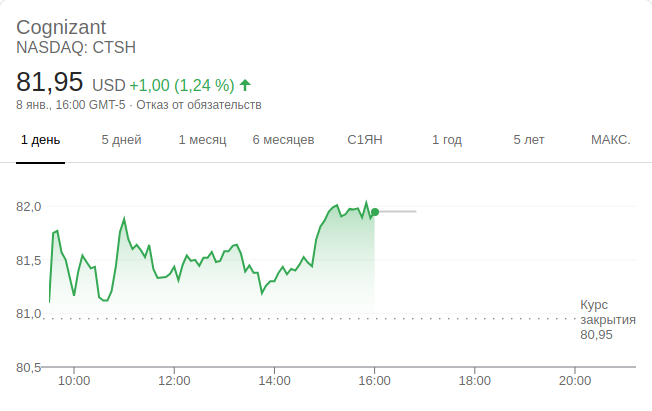 Cognizant
NASDAQ: CTSH
81,95 USD +1,00 (1,24 %)
8 янв., 16:00 GMT-5 · Отказ от обязательств
1 день 5 дней 1 месяц 6 месяцев С1ЯН 1 год 5 лет МАКС.
82,0
81,5
81,0
80,5
Курс
закрытия
80,95
10:00 12:00 14:00 16:00 18:00 20:00